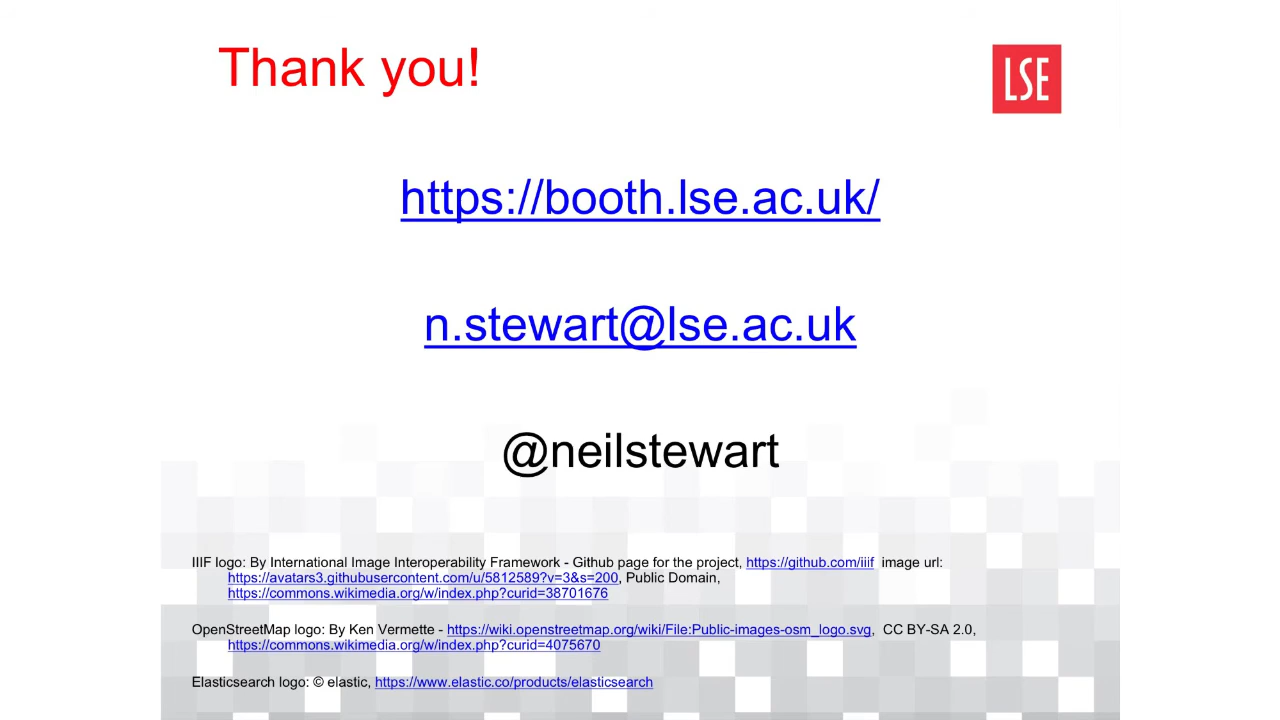 Thank you!
LSE
https://booth.lse.ac.uk/
n.stewart@lse.ac.uk
@neilstewart
IIIF logo: By International Image Interoperability Framework - Github page for the project, https://github.com/iiif image url:
https://avatars3.githubusercontent.com/u/5812589?v=3&s=200, Public Domain,
https://commons.wikimedia.org/w/index.php?curid=38701676
OpenStreetMap logo: By Ken Vermette - https://wiki.openstreetmap.org/wiki/File:Public-images-osm_logo.svg, CC BY-SA 2.0,
https://commons.wikimedia.org/w/index.php?curid=4075670
Elasticsearch logo: © elastic, https://www.elastic.co/products/elasticsearch